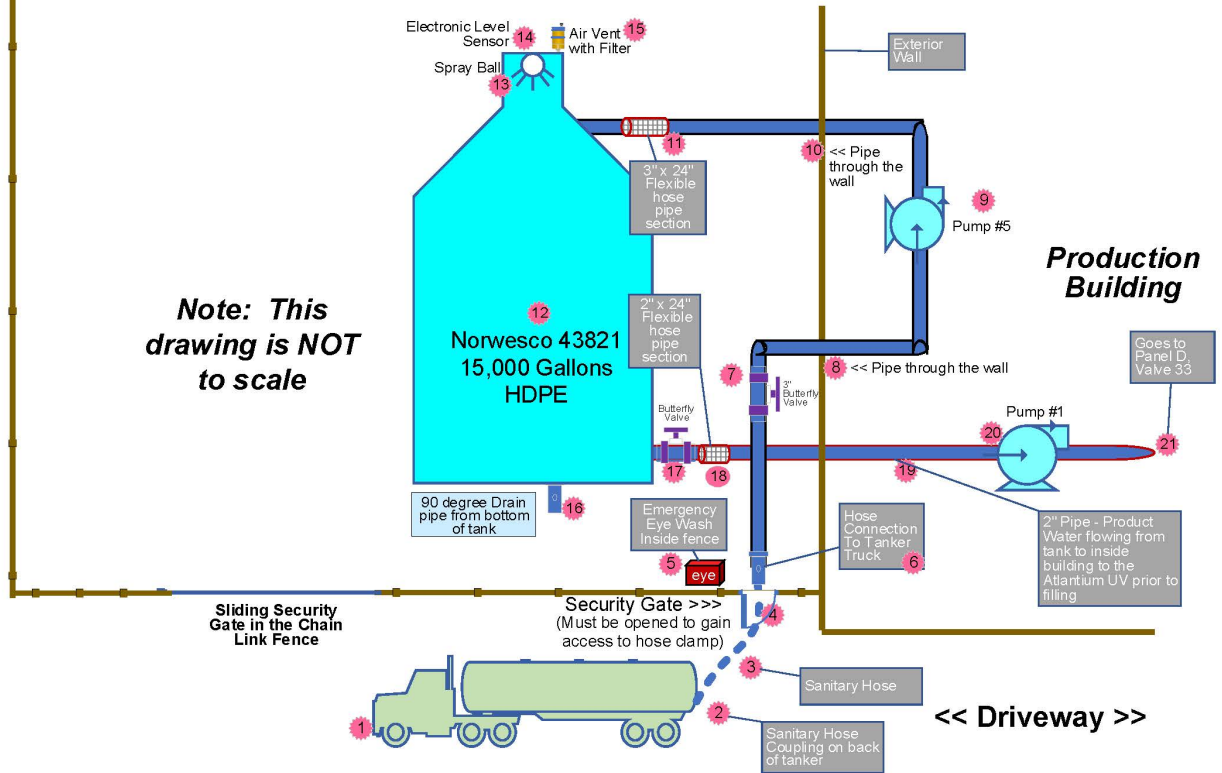 Electronic Level
Sensor
14
Air Vent
with Filter
15
Spray Ball
13
Exterior
Wall
11
10
<< Pipe
through the
wall
3" x 24"
Flexible
hose
pipe
section
9
Pump #5
Production
Building
Note: This
drawing is NOT
to scale
12
Norwesco 43821
15,000 Gallons
HDPE
2" x 24"
Flexible
hose
pipe
section
7
3"
Butterfly
Valve
8
<< Pipe through the wall
Goes to
Panel D,
Valve 33
Butterfly
Valve
17
18
19
20
Pump #1
21
90 degree Drain
pipe from bottom
of tank
16
Emergency
Eye Wash
Inside fence
5
eye
Hose
Connection
To Tanker
Truck
6
2" Pipe - Product
Water flowing from
tank to inside
building to the
Atlantium UV prior to
filling
Sliding Security
Gate in the Chain
Link Fence
Security Gate >>>
(Must be opened to gain
access to hose clamp)
4
3
Sanitary Hose
1
2
Sanitary Hose
Coupling on back
of tanker
<< Driveway >>